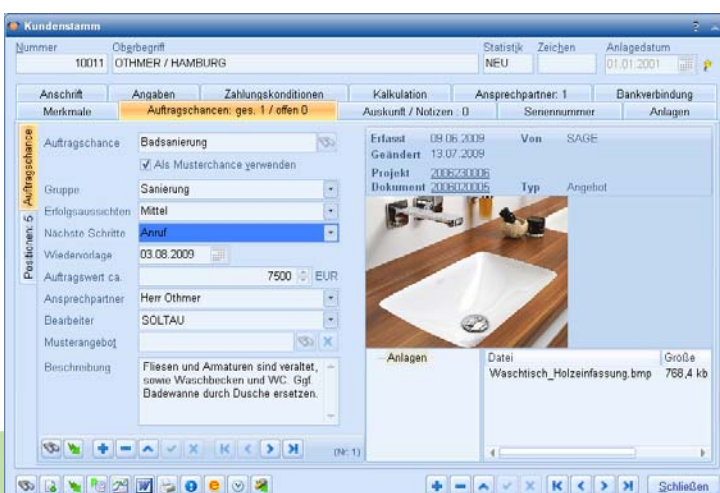 Kundenstamm
Nummer 10011 Oberbegriff OTHMER / HAMBURG Statistik NEU Zeichen Anlagedatum 01.01.2001
Anschrift Angaben Zahlungskonditionen Kalkulation Ansprechpartner: 1 Bankverbindung
Merkmale Auftragschancen: ges. 1 / offen 0 Auskunft / Notizen : 0 Seriennummer Anlagen
Auftragschance
Positionen: 5
Auftragschance Badsanierung
Als Musterchance verwenden
Gruppe Sanierung
Erfolgsaussichten Mittel
Nächste Schritte Anruf
Wiedervorlage 03.08.2009
Auftragswert ca. 7500 EUR
Ansprechpartner Herr Othmer
Bearbeiter SOLTAU
Musterangebot
Beschreibung Fliesen und Armaturen sind veraltet,
sowie Waschbecken und WC. Ggf.
Badewanne durch Dusche ersetzen.
(Nr. 1)
Erfasst 09.06.2009 Von SAGE
Geändert 13.07.2009
Projekt 2006230006
Dokument 2006020005 Typ Angebot
Anlagen
Datei Größe
Waschtisch_Holzeinfassung.bmp 768,4 kb
Schließen